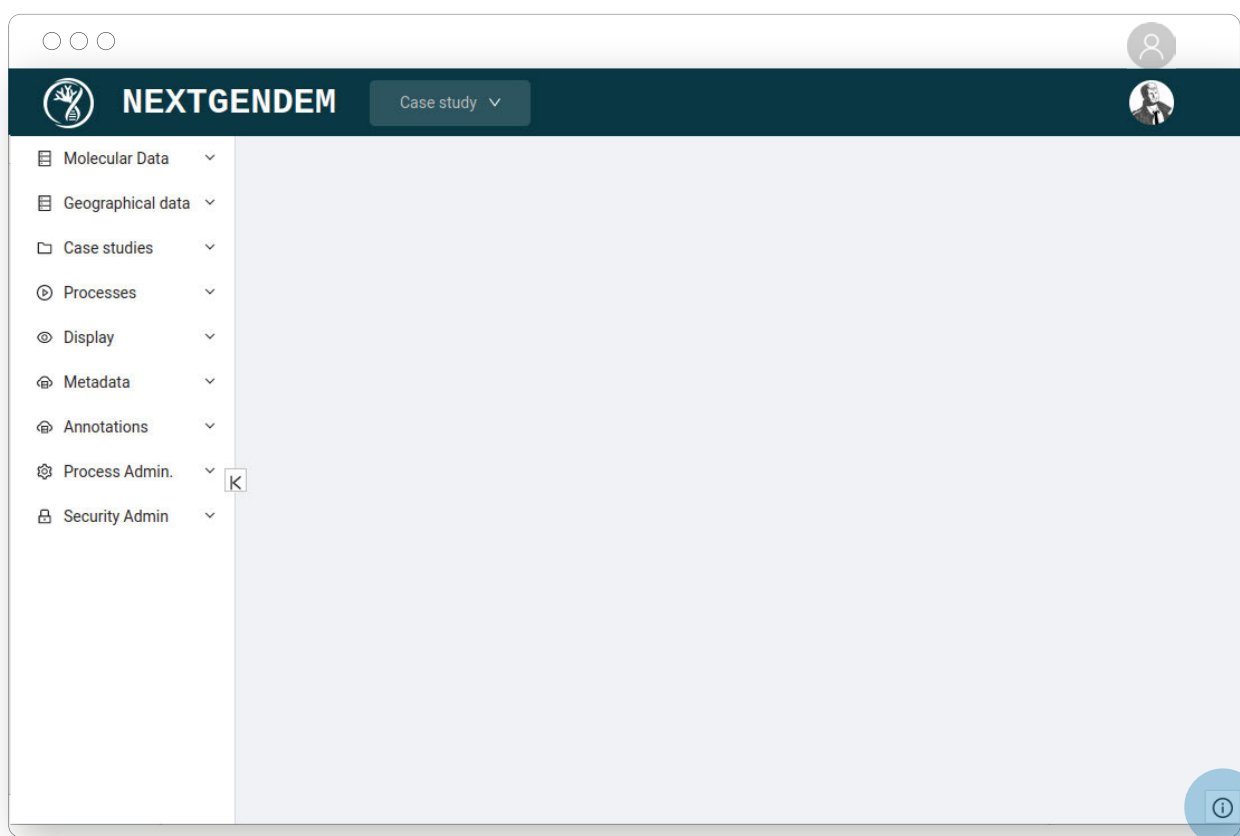 NEXTGENDEM
Case study
Molecular Data
Geographical data
Case studies
Processes
Display
Metadata
Annotations
Process Admin.
Security Admin